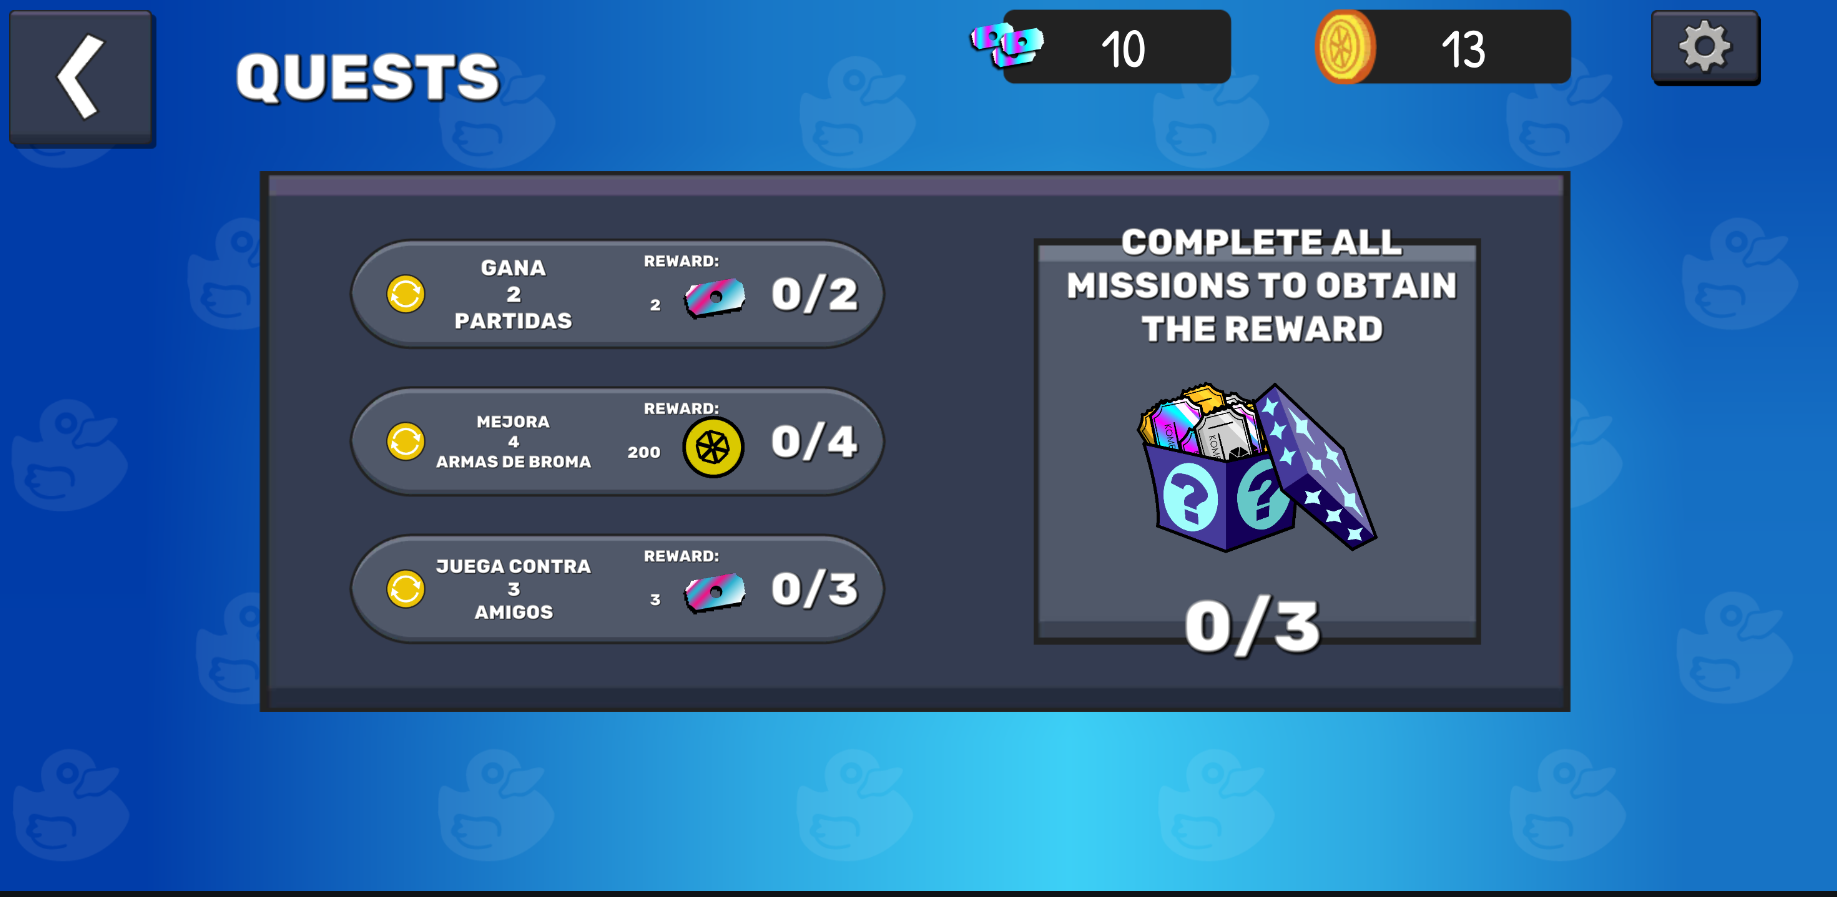 QUESTS
10
13
GANA
2
PARTIDAS
REWARD:
2
0/2
MEJORA
4
ARMAS DE BROMA
REWARD:
200
0/4
JUEGA CONTRA
3
AMIGOS
REWARD:
3
0/3
COMPLETE ALL
MISSIONS TO OBTAIN
THE REWARD
? ?
0/3